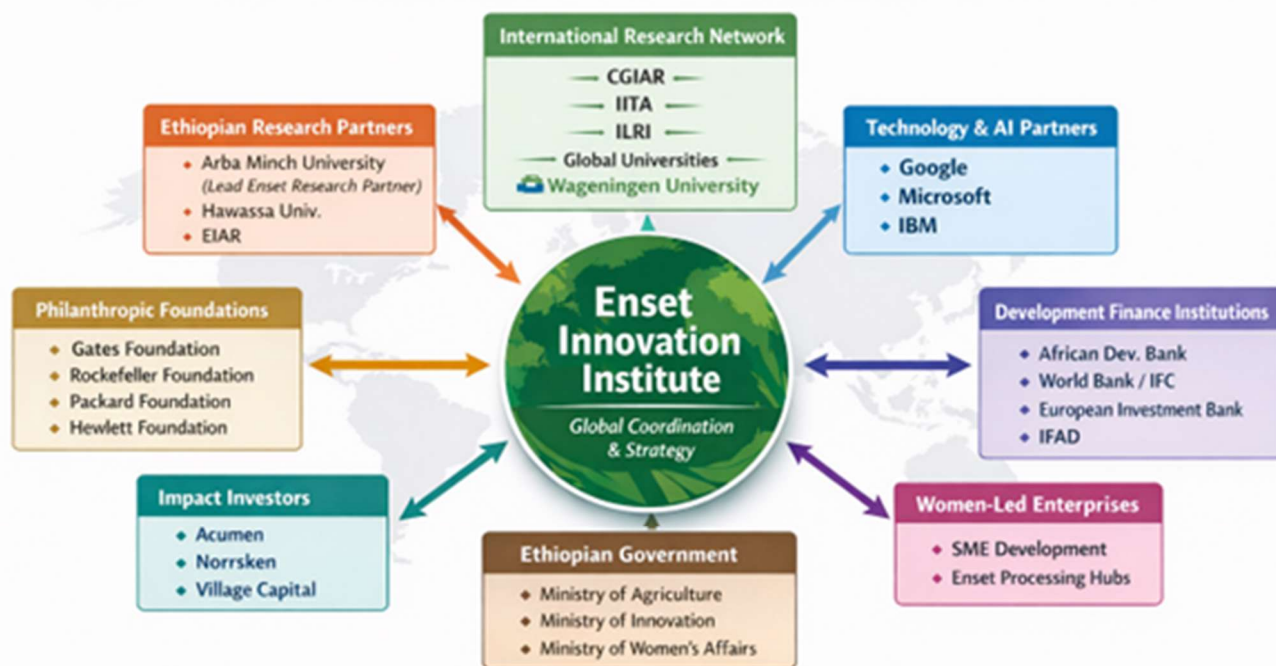 International Research Network
CGIAR
IITA
ILRI
Global Universities
Wageningen University
Ethiopian Research Partners
Arba Minch University
(Lead Enset Research Partner)
Hawassa Univ.
EIAR
Technology & AI Partners
Google
Microsoft
IBM
Philanthropic Foundations
Gates Foundation
Rockefeller Foundation
Packard Foundation
Hewlett Foundation
Enset
Innovation
Institute
Global Coordination
& Strategy
Development Finance Institutions
African Dev. Bank
World Bank / IFC
European Investment Bank
IFAD
Impact Investors
Acumen
Norrsken
Village Capital
Women-Led Enterprises
SME Development
Enset Processing Hubs
Ethiopian Government
Ministry of Agriculture
Ministry of Innovation
Ministry of Women's Affairs